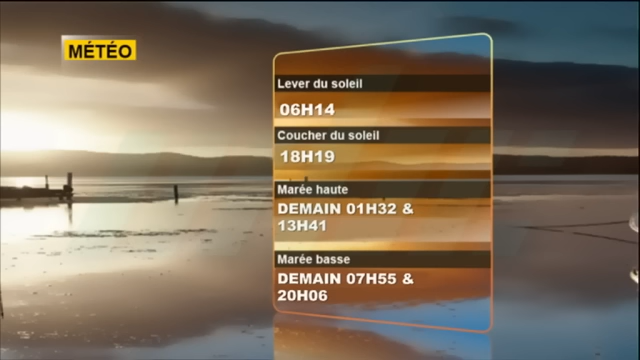 MÉTÉO
Lever du soleil
06H14
Coucher du soleil
18H19
Marée haute
DEMAIN 01H32 &
13H41
Marée basse
DEMAIN 07H55 &
20H06